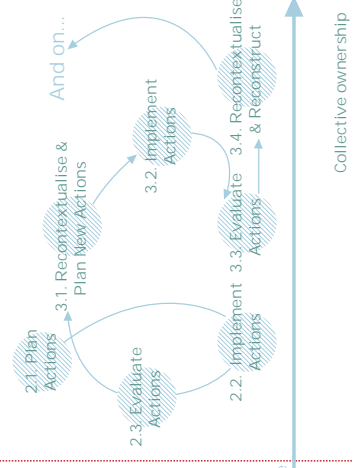 And on...
3.1. Recontextualise &
Plan New Actions
3.2. Implement
Actions
3.4. Recontextualise
& Reconstruct
3.3. Evaluate
Actions
2.1. Plan
Actions
2.2. Implement
Actions
2.3. Evaluate
Actions
Collective ownership